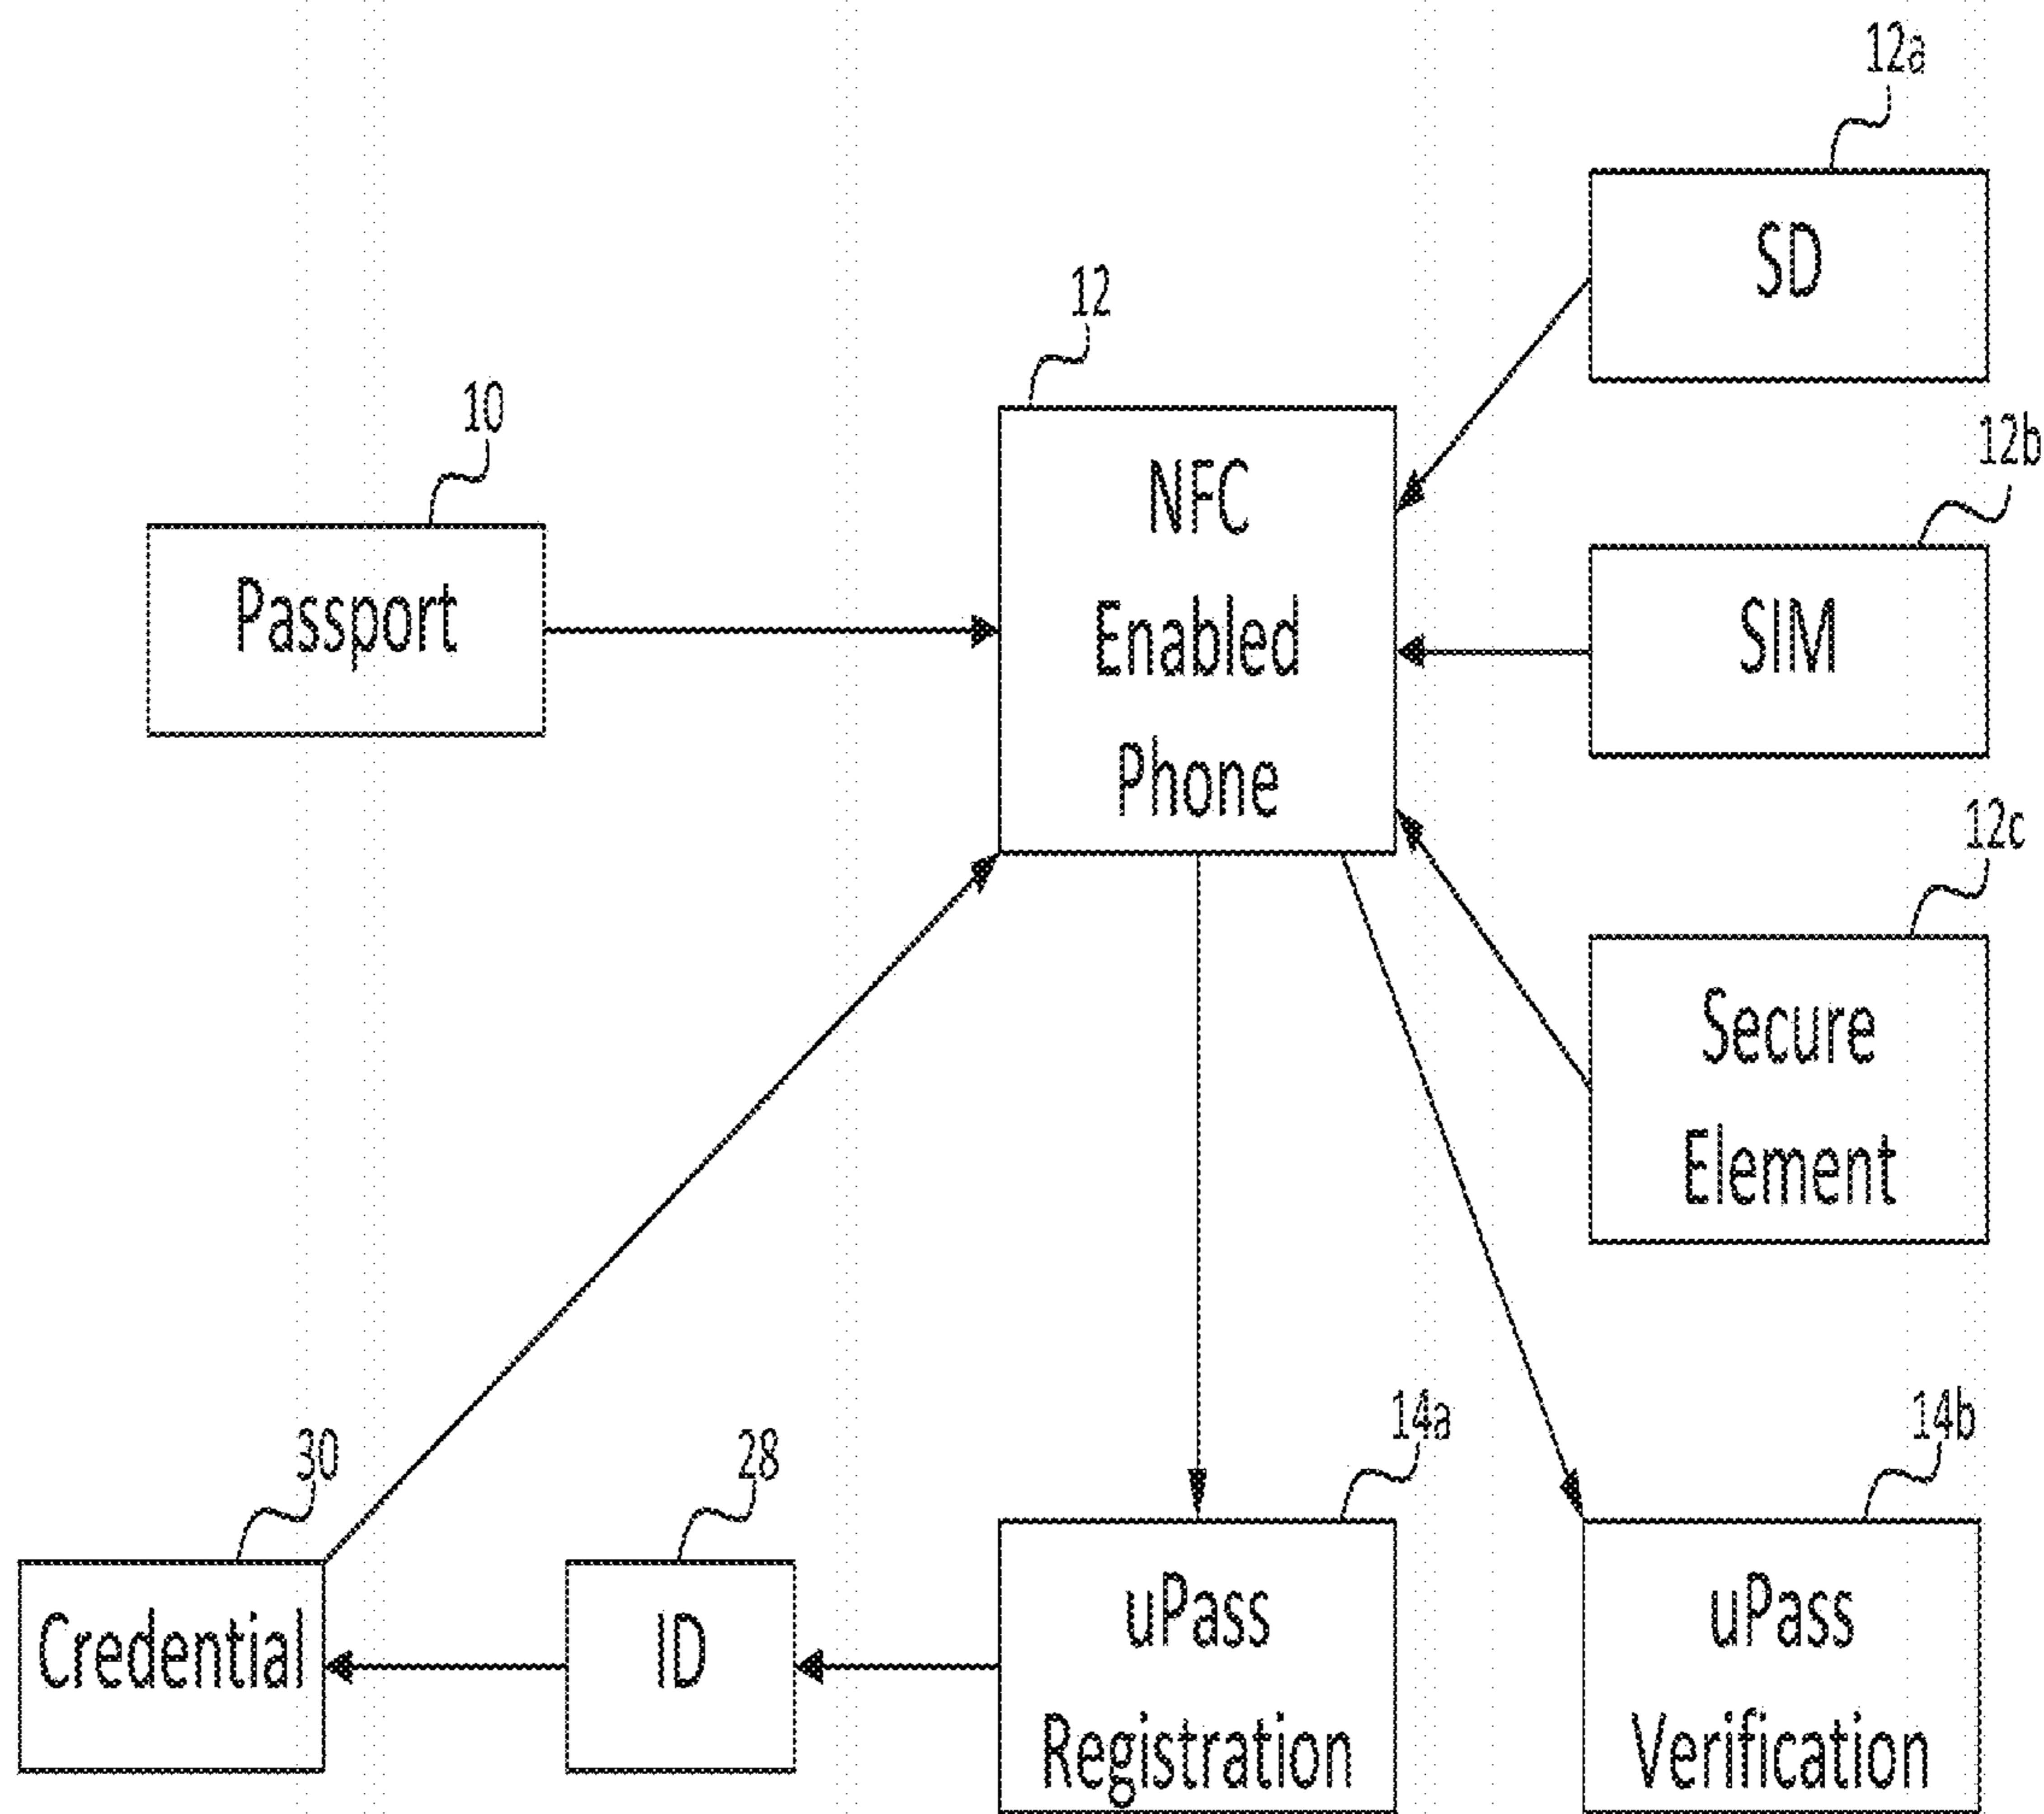 12a
SD
12
10
NFC
Enabled
Phone
12b
Passport
SIM
12c
Secure
Element
30
28
14a
14b
Credential
ID
uPass
Registration
uPass
Verification